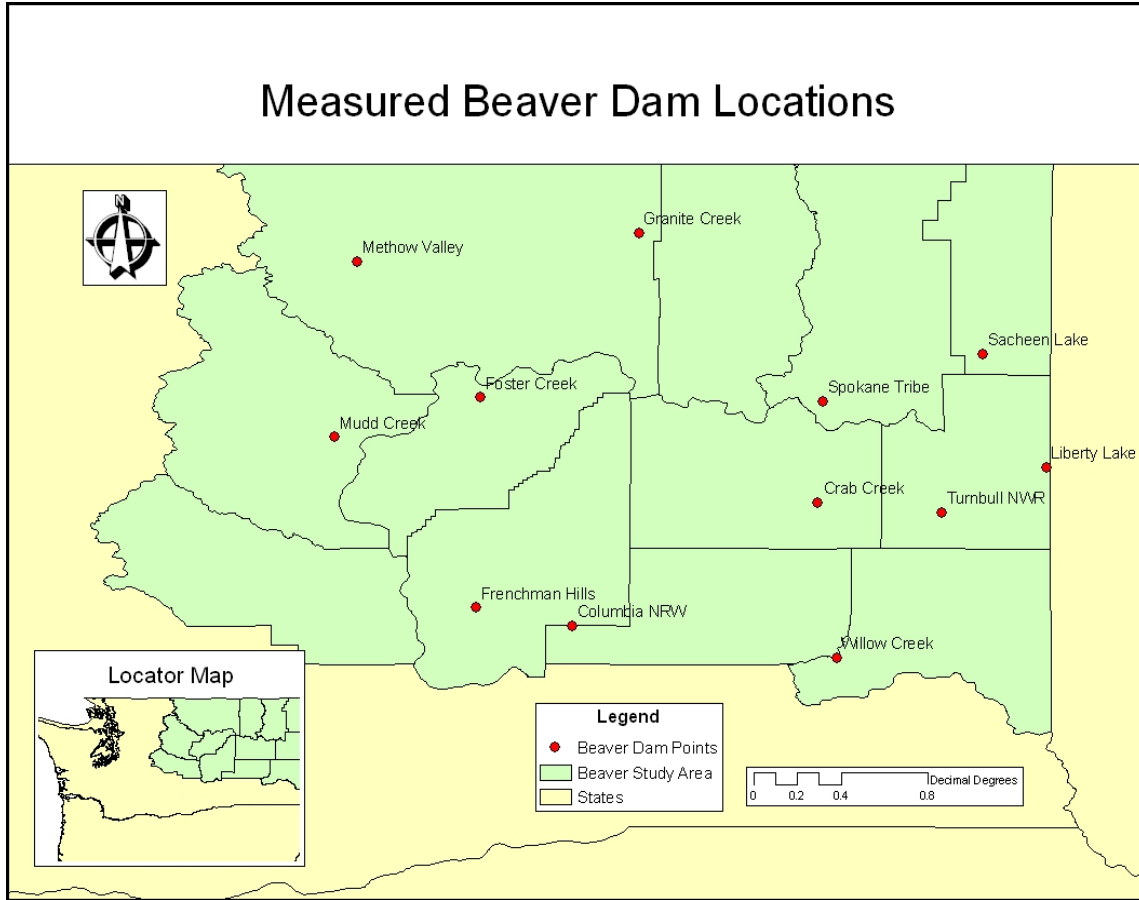 Measured Beaver Dam Locations
N
Granite Creek
Methow Valley
Sacheen Lake
Foster Creek
Spokane Tribe
Mudd Creek
Liberty Lake
Crab Creek
Turnbull NWR
Frenchman Hills
Columbia NRW
Willow Creek
Locator Map
Legend
Beaver Dam Points
Beaver Study Area
States
Decimal Degrees
0 0.2 0.4 0.8